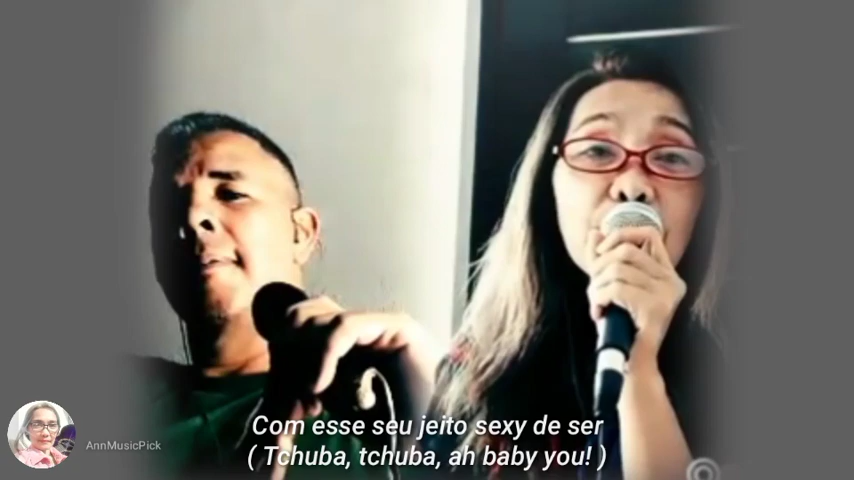 Com esse seu jeito sexy de ser
( Tchuba, tchuba, ah baby you! )
AnnMusicPick